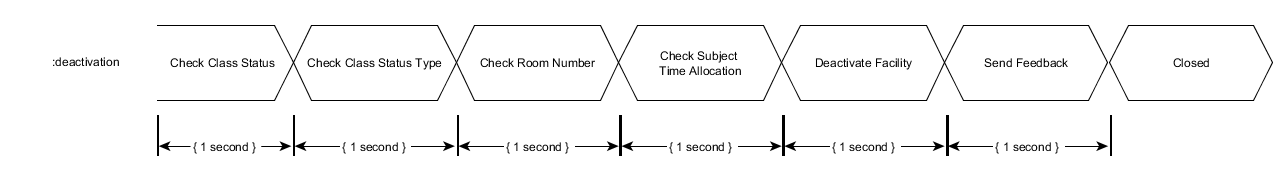 :deactivation
Check Class Status
Check Class Status Type
Check Room Number
Check Subject
Time Allocation
Deactivate Facility
Send Feedback
Closed
{ 1 second }
{ 1 second }
{ 1 second }
{ 1 second }
{ 1 second }
{ 1 second }